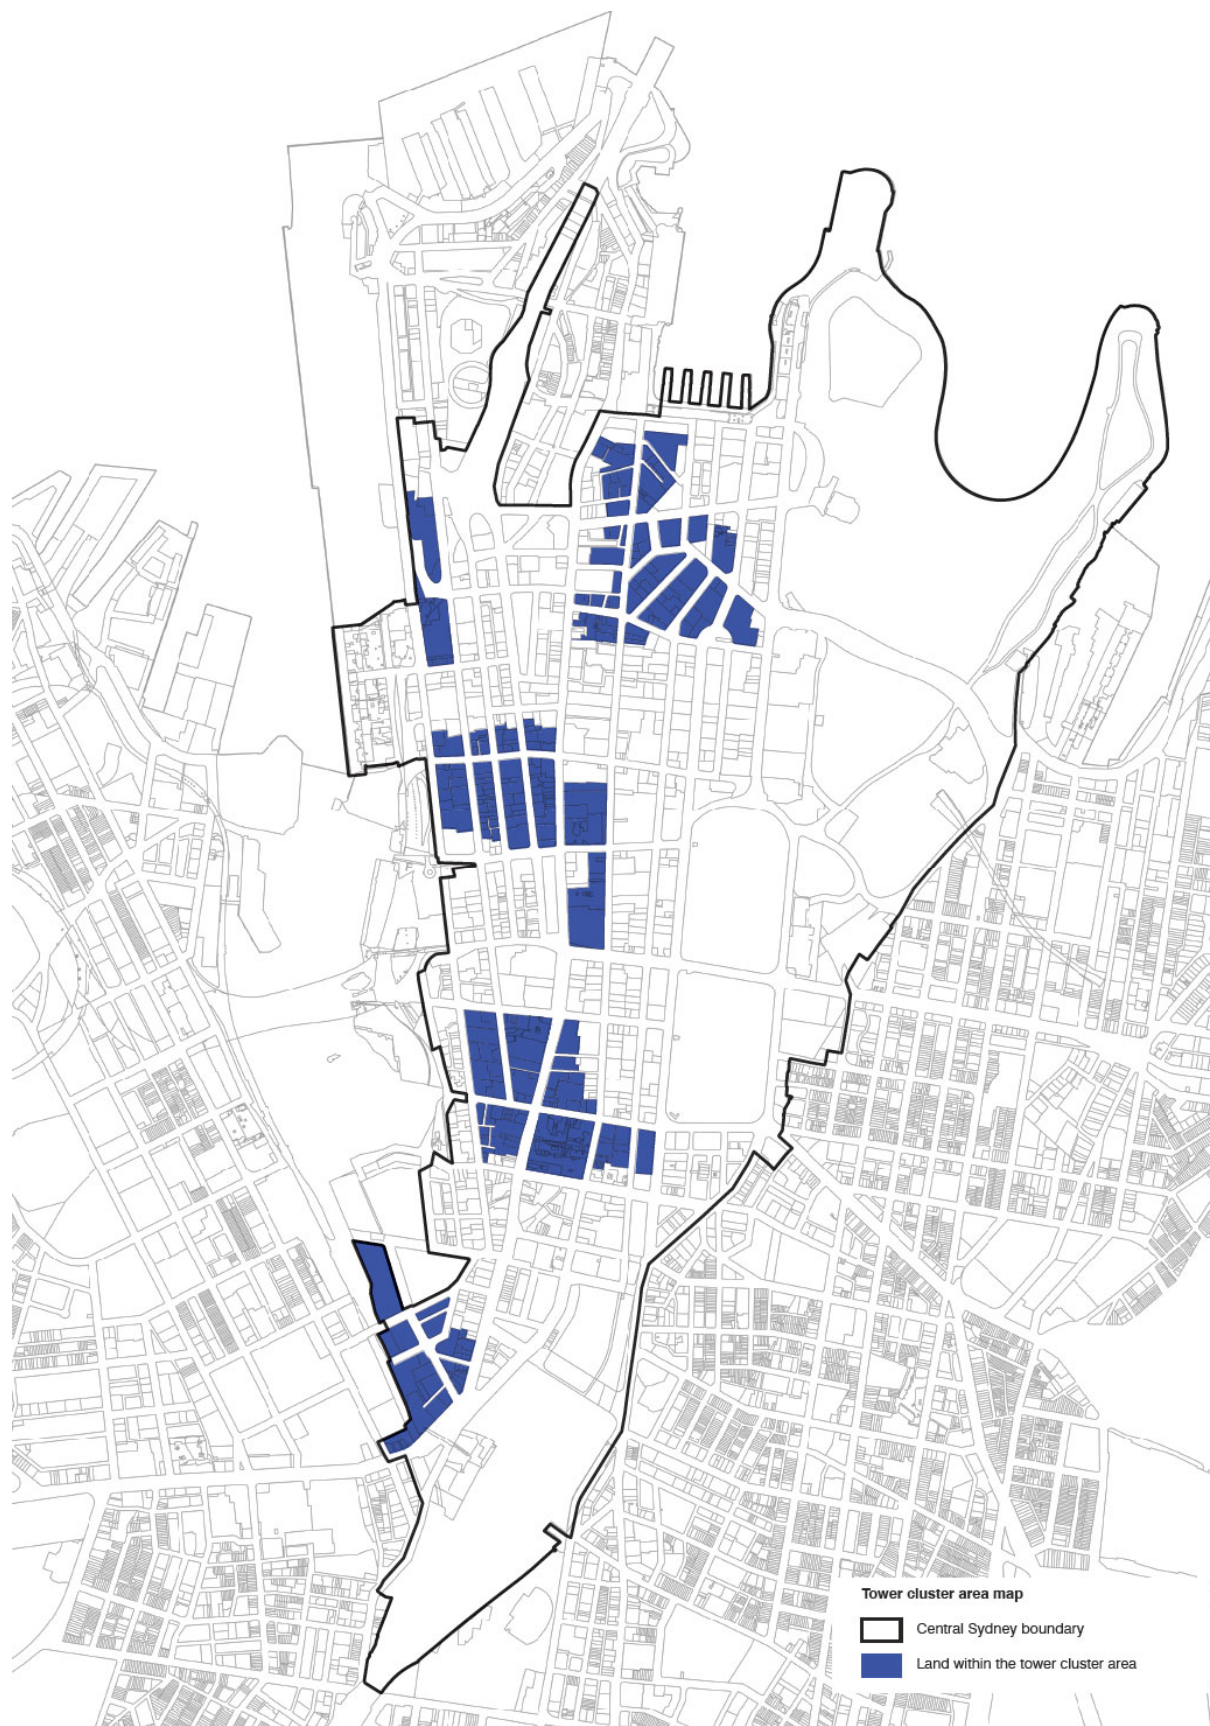 Tower cluster area map
Central Sydney boundary
Land within the tower cluster area